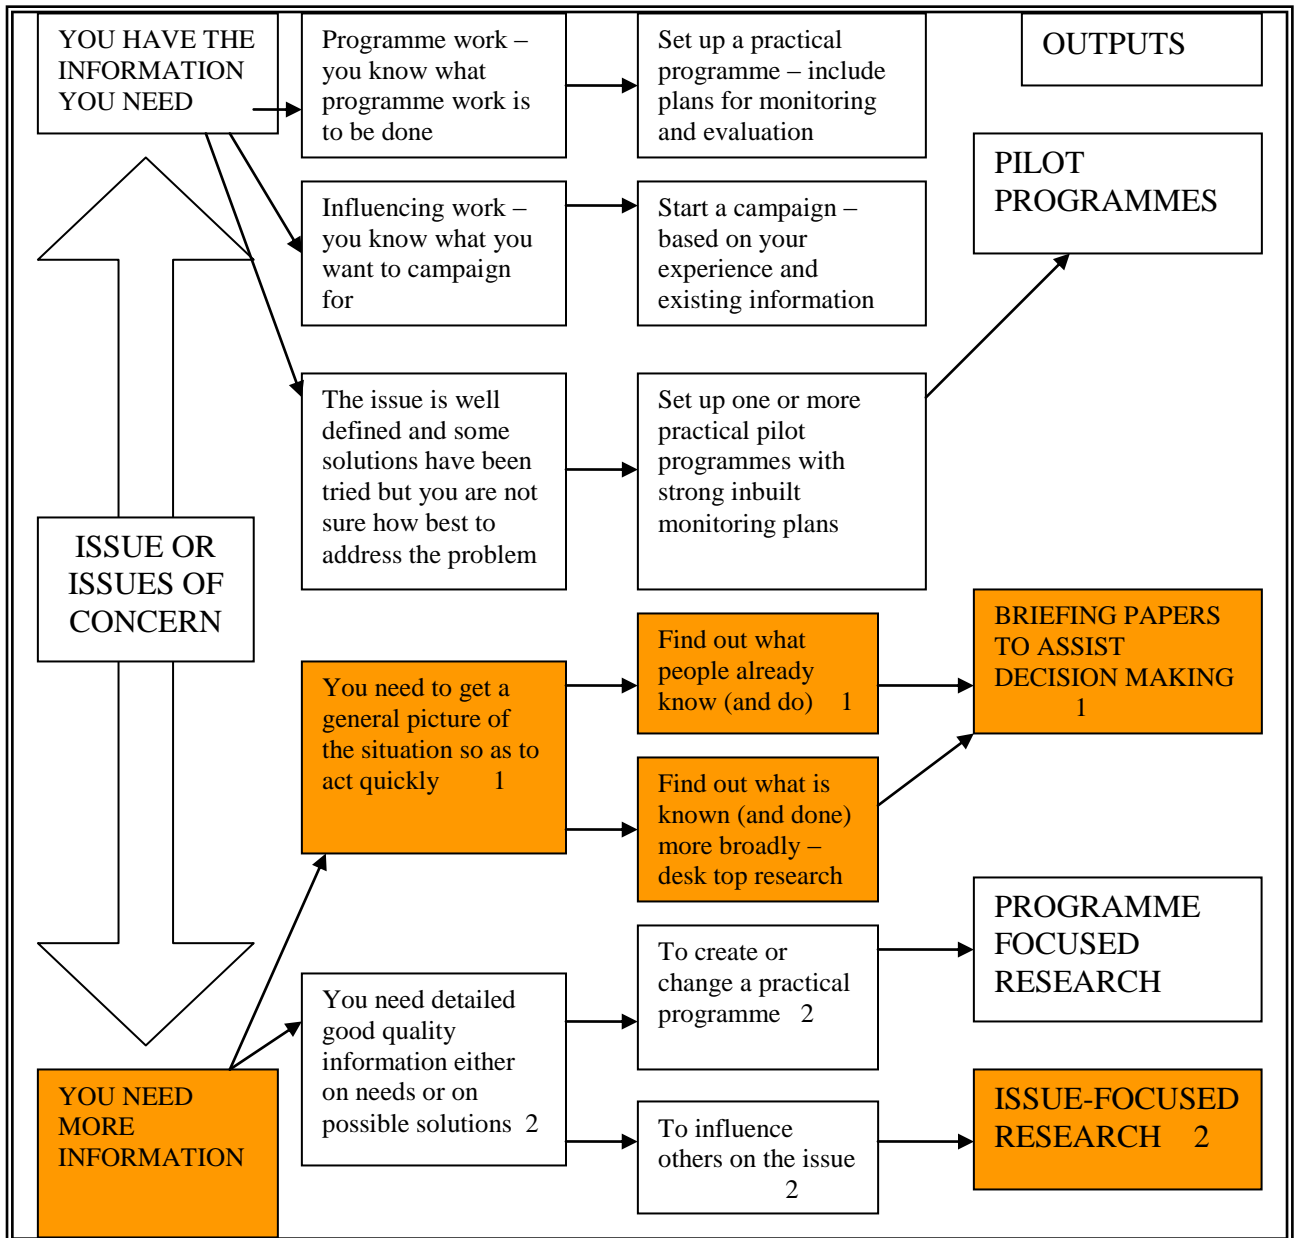 YOU HAVE THE
INFORMATION
YOU NEED
Programme work –
you know what
programme work is
to be done
Set up a practical
programme – include
plans for monitoring
and evaluation
OUTPUTS
Influencing work –
you know what you
want to campaign
for
Start a campaign –
based on your
experience and
existing information
PILOT
PROGRAMMES
The issue is well
defined and some
solutions have been
tried but you are not
sure how best to
address the problem
Set up one or more
practical pilot
programmes with
strong inbuilt
monitoring plans
ISSUE OR
ISSUES OF
CONCERN
You need to get a
general picture of
the situation so as to
act quickly 1
Find out what
people already
know (and do) 1
BRIEFING PAPERS
TO ASSIST
DECISION MAKING
1
Find out what is
known (and done)
more broadly –
desk top research
YOU NEED
MORE
INFORMATION
You need detailed
good quality
information either
on needs or on
possible solutions 2
To create or
change a practical
programme 2
PROGRAMME
FOCUSED
RESEARCH
To influence
others on the issue
2
ISSUE-FOCUSED
RESEARCH 2